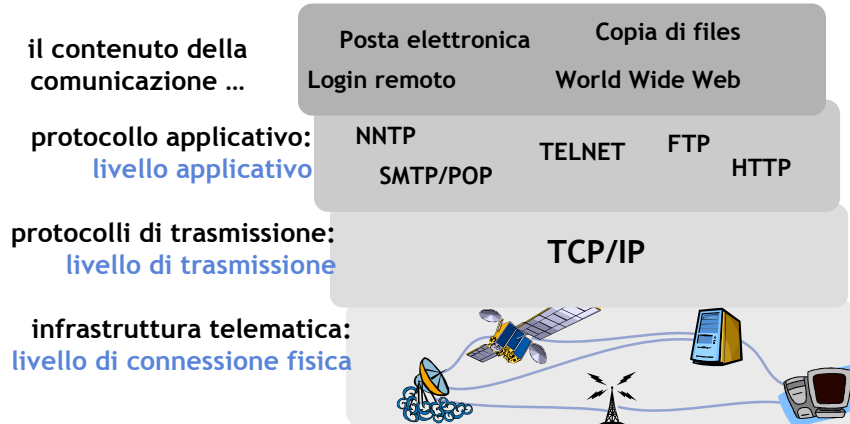 il contenuto della
comunicazione …
Posta elettronica
Copia di files
Login remoto
World Wide Web
protocollo applicativo:
livello applicativo
NNTP
SMTP/POP
TELNET
FTP
HTTP
protocolli di trasmissione:
livello di trasmissione
TCP/IP
infrastruttura telematica:
livello di connessione fisica